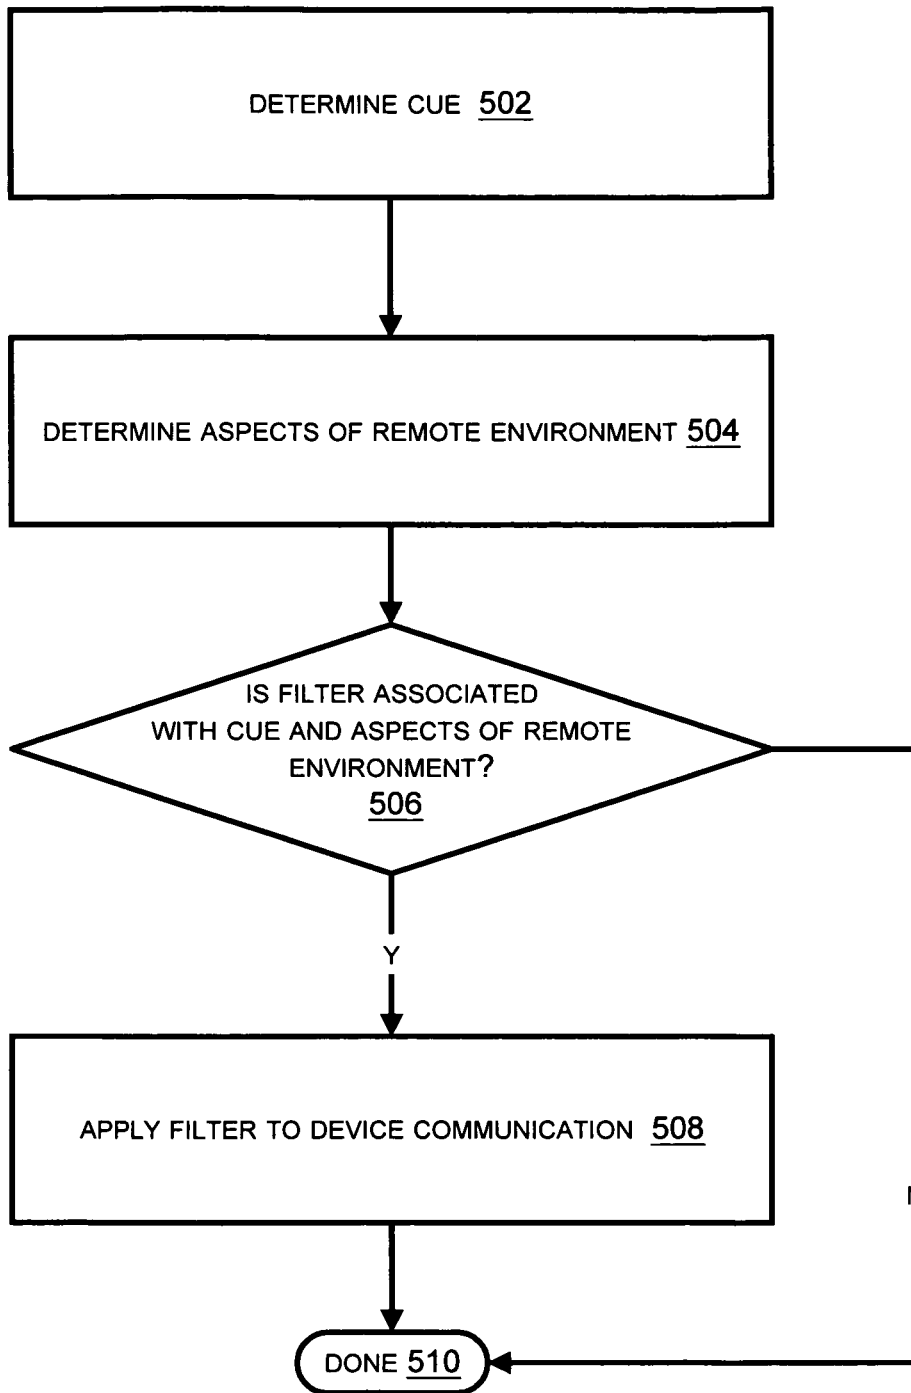 DETERMINE CUE 502
DETERMINE ASPECTS OF REMOTE ENVIRONMENT 504
IS FILTER ASSOCIATED
WITH CUE AND ASPECTS OF REMOTE
ENVIRONMENT?
506
Y
APPLY FILTER TO DEVICE COMMUNICATION 508
DONE 510